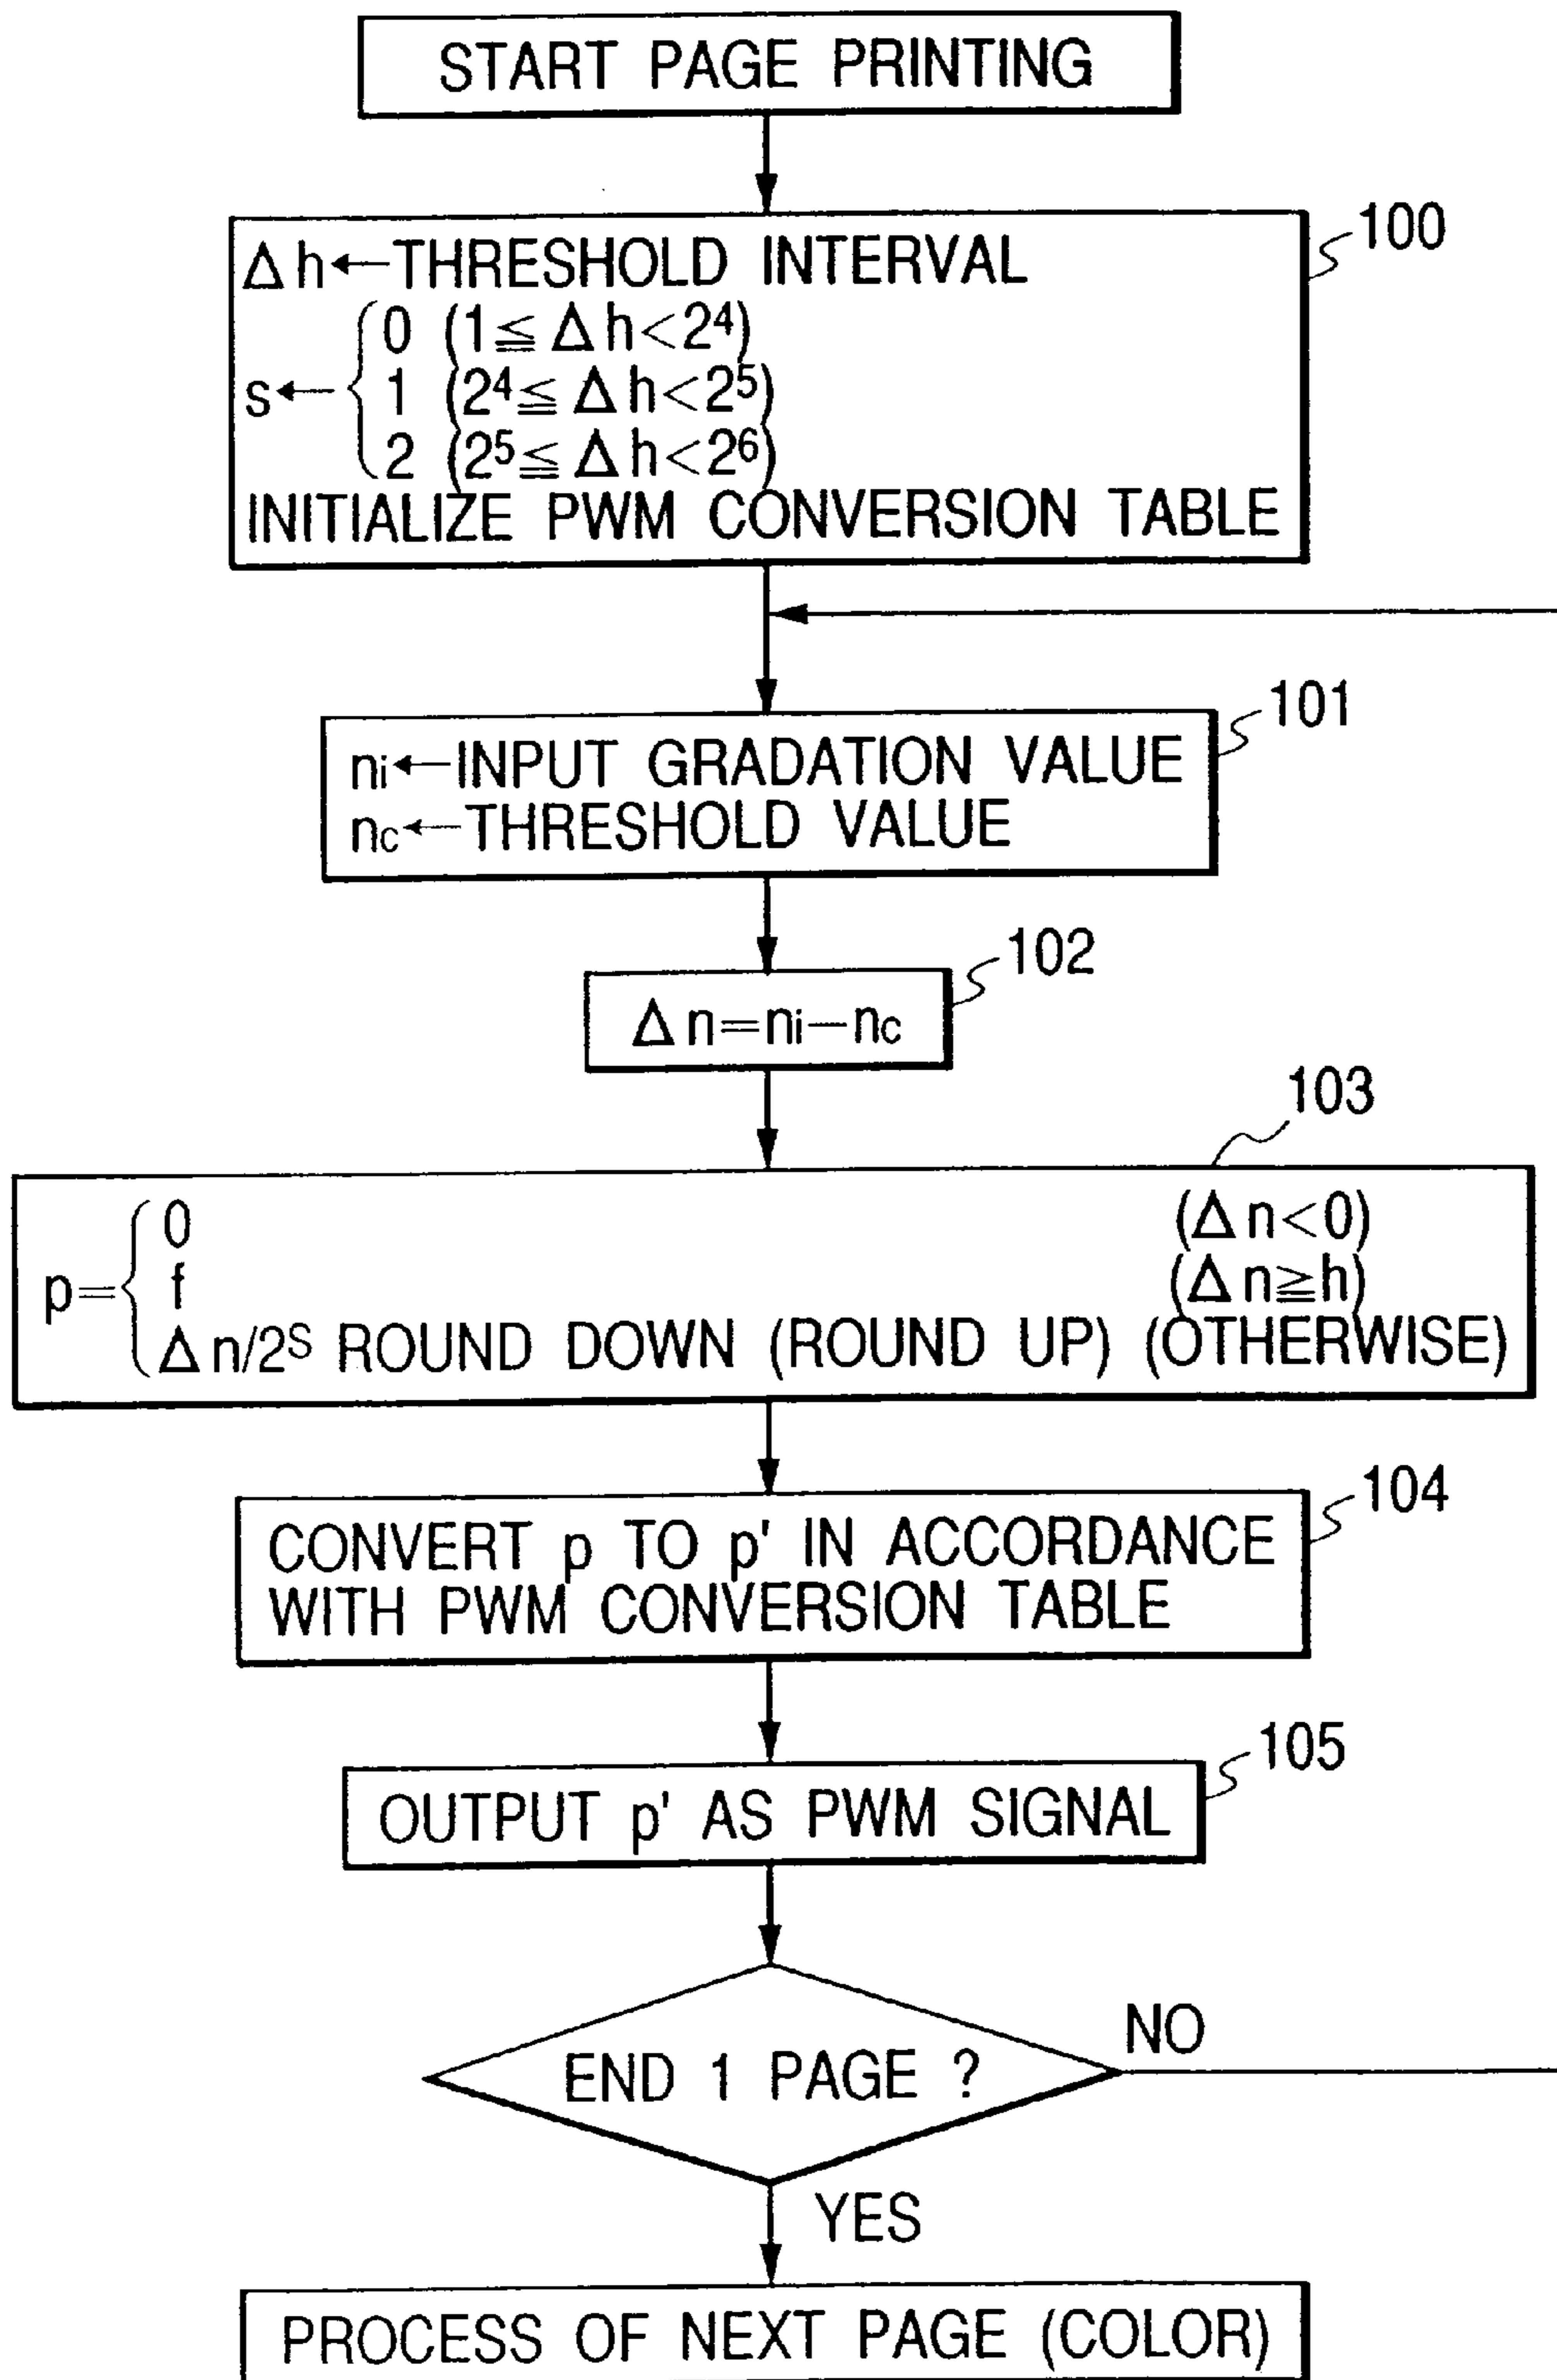 START PAGE PRINTING
100
Δh←THRESHOLD INTERVAL
0 (1≦Δh<2⁴)
s← 1 (2⁴≦Δh<2⁵)
2 (2⁵≦Δh<2⁶)
INITIALIZE PWM CONVERSION TABLE
101
ni←INPUT GRADATION VALUE
nc←THRESHOLD VALUE
102
Δn=ni−nc
103
0 (Δn<0)
p= f (Δn≧h)
Δn/2ˢ ROUND DOWN (ROUND UP) (OTHERWISE)
104
CONVERT p TO p' IN ACCORDANCE
WITH PWM CONVERSION TABLE
105
OUTPUT p' AS PWM SIGNAL
NO
END 1 PAGE ?
YES
PROCESS OF NEXT PAGE (COLOR)